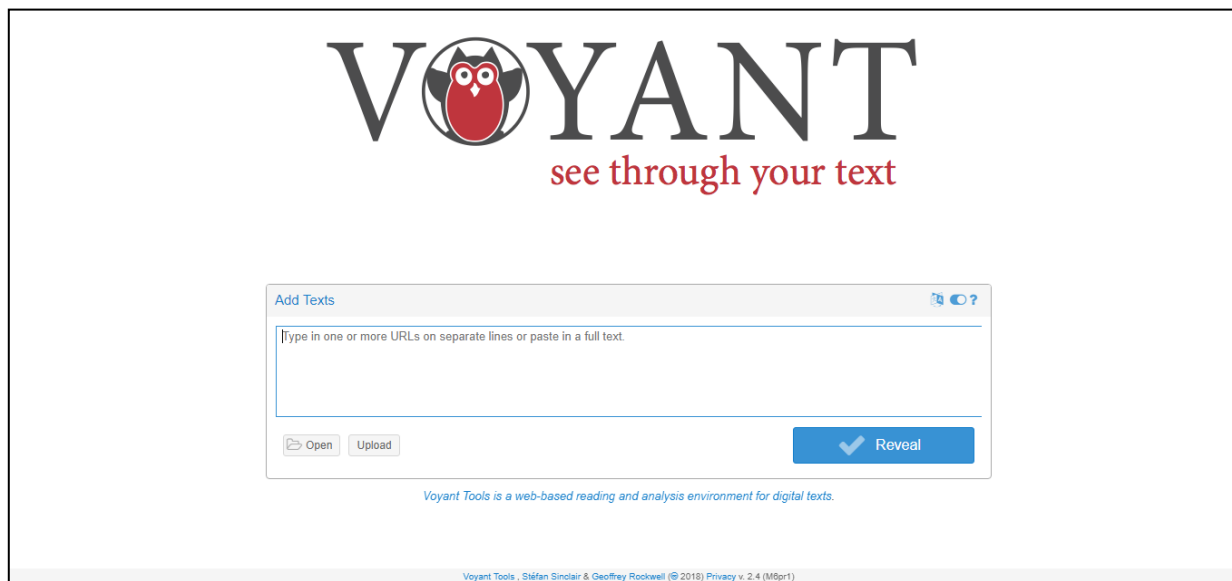 VOYANT
see through your text
Add Texts ?
Type in one or more URLs on separate lines or paste in a full text.
Open Upload Reveal
Voyant Tools is a web-based reading and analysis environment for digital texts.
Voyant Tools , Stéfan Sinclair & Geoffrey Rockwell (© 2018) Privacy v. 2.4 (M6pr1)